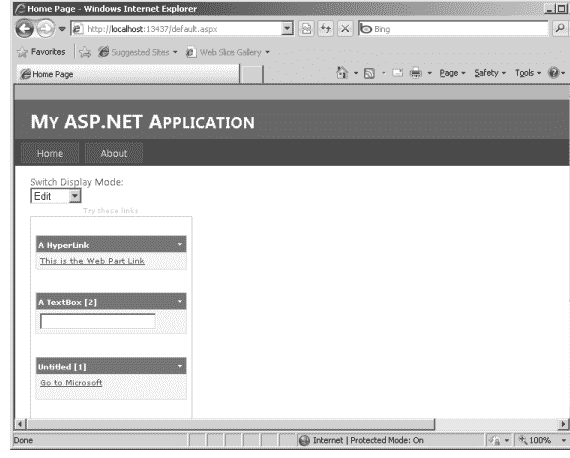 Home Page - Windows Internet Explorer
http://localhost:13437/default.aspx
Bing
Favorites
Suggested Sites
Web Slice Gallery
Home Page
Page
Safety
Tools
MY ASP.NET APPLICATION
Home
About
Switch Display Mode:
Edit
Try these links
A HyperLink
This is the Web Part Link
A TextBox [2]
Untitled [1]
Go to Microsoft
Done
Internet | Protected Mode: On
100%